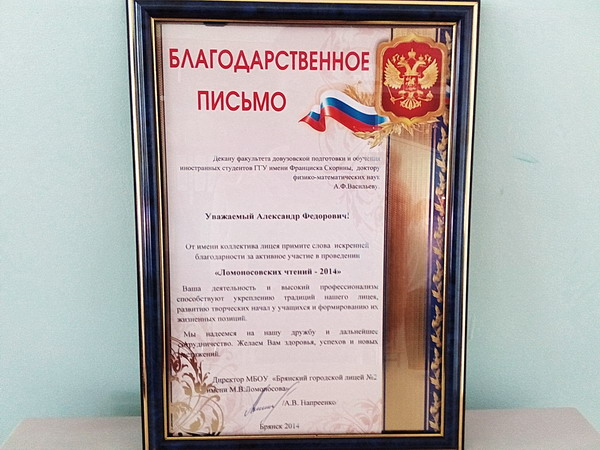 БЛАГОДАРСТВЕННОЕ
ПИСЬМО
Декану факультета довузовской подготовки и обучения
иностранных студентов ГГУ имени Франциска Скорины, доктору
физико-математических наук
А.Ф.Васильеву
Уважаемый Александр Федорович!
От имени коллектива лицея примите слова искренней
благодарности за активное участие в проведении
«Ломоносовских чтений - 2014»
Ваша деятельность и высокий профессионализм
способствуют укреплению традиций нашего лицея,
развитию творческих начал у учащихся и формированию их
жизненных позиций.
Мы надеемся на нашу дружбу и дальнейшее
сотрудничество. Желаем Вам здоровья, успехов и новых
достижений.
Директор МБОУ «Брянский городской лицей №2
имени М.В.Ломоносова»
/А.В. Напреенко
Брянск 2014